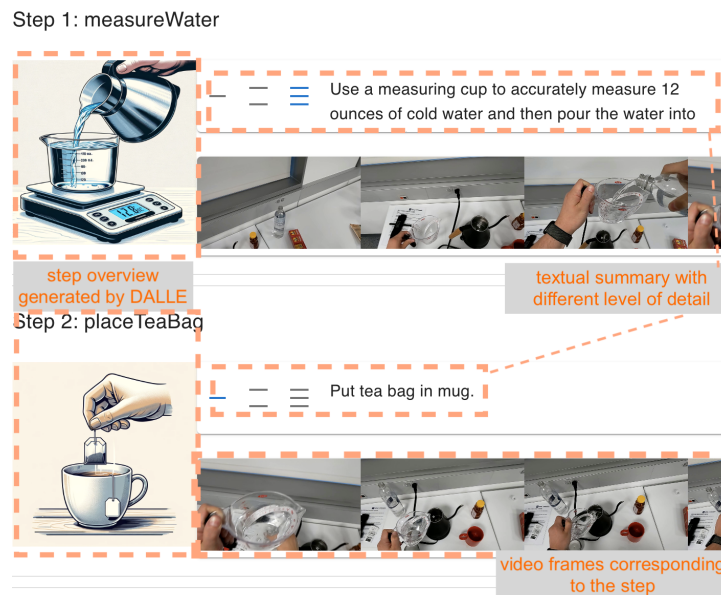 Step 1: measureWater
Use a measuring cup to accurately measure 12
ounces of cold water and then pour the water into
step overview
generated by DALLE
textual summary with
different level of detail
Step 2: placeTeaBag
Put tea bag in mug.
video frames corresponding
to the step